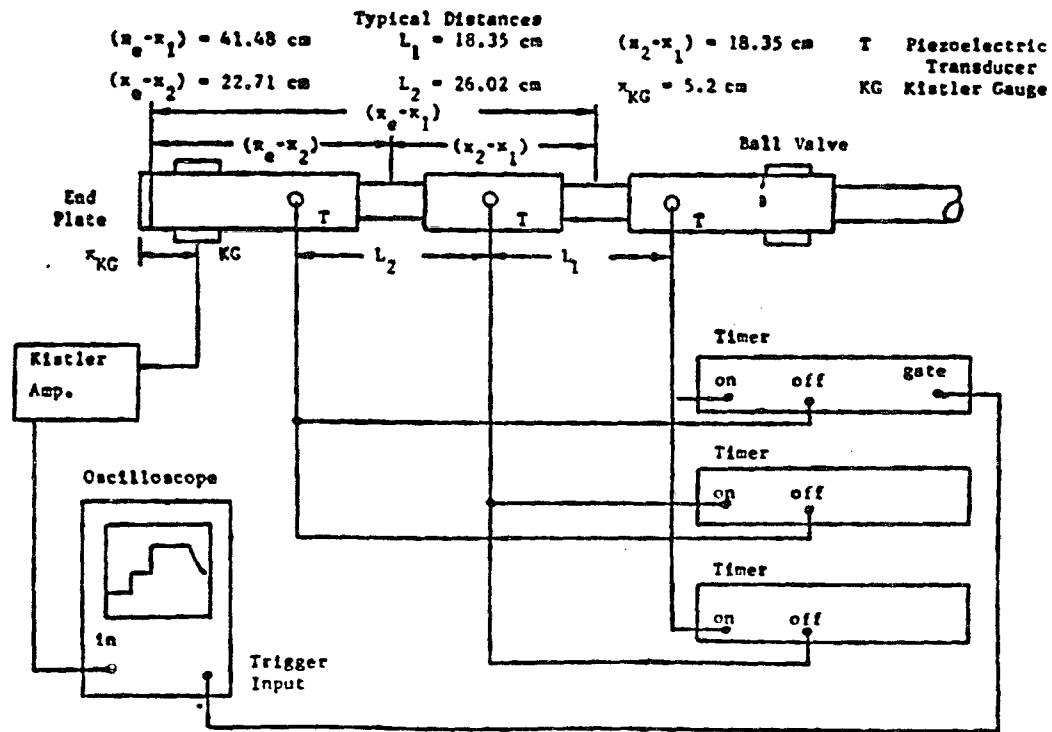 Typical Distances
(x_e-x_1) = 41.48 cm L_1 = 18.35 cm (x_2-x_1) = 18.35 cm T Piezoelectric Transducer
(x_e-x_2) = 22.71 cm L_2 = 26.02 cm x_KG = 5.2 cm KG Kistler Gauge
(x_e-x_1)
(x_e-x_2) (x_2-x_1) Ball Valve
End Plate T T T
x_KG KG L_2 L_1
Kistler Amp.
Timer
on off gate
Timer
on off
Timer
on off
Oscilloscope
in
Trigger Input